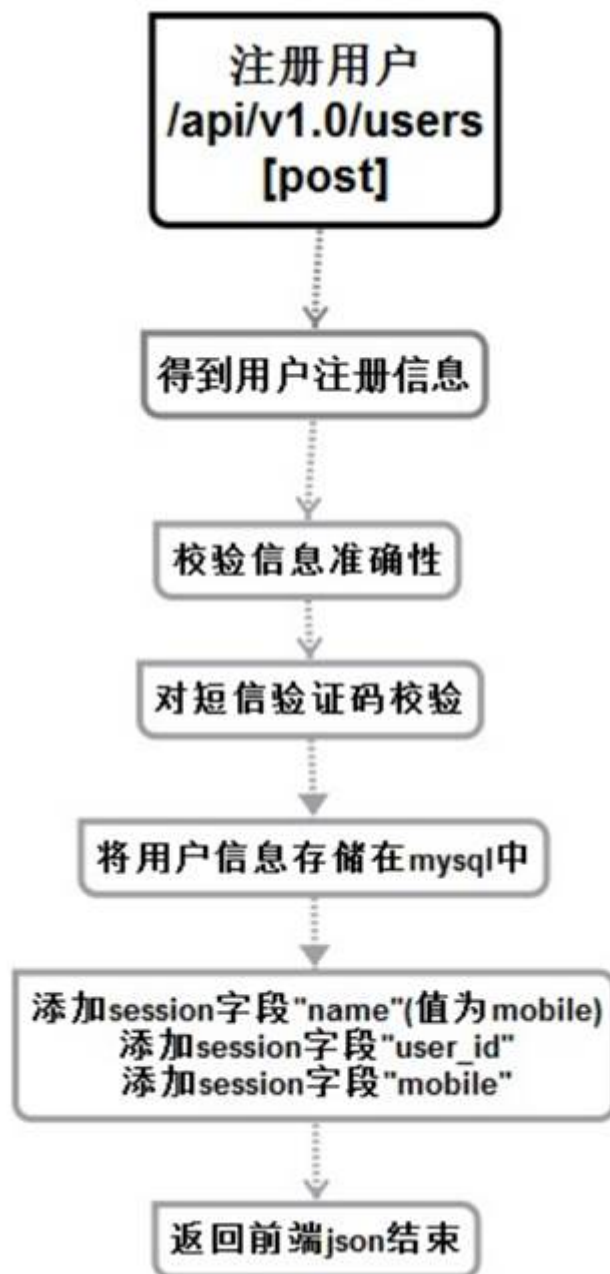 注册用户
/api/v1.0/users
[post]
得到用户注册信息
校验信息准确性
对短信验证码校验
将用户信息存储在mysql中
添加session字段"name"(值为mobile)
添加session字段"user_id"
添加session字段"mobile"
返回前端json结束